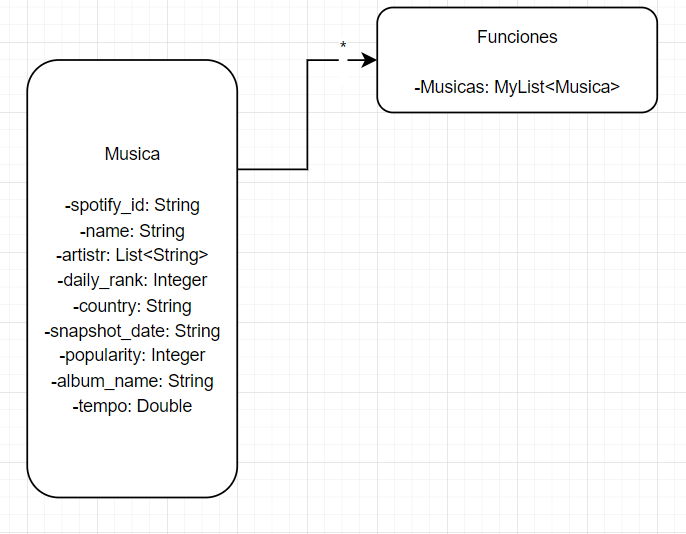 *
Funciones
-Musicas: MyList<Musica>
Musica
-spotify_id: String
-name: String
-artistr: List<String>
-daily_rank: Integer
-country: String
-snapshot_date: String
-popularity: Integer
-album_name: String
-tempo: Double